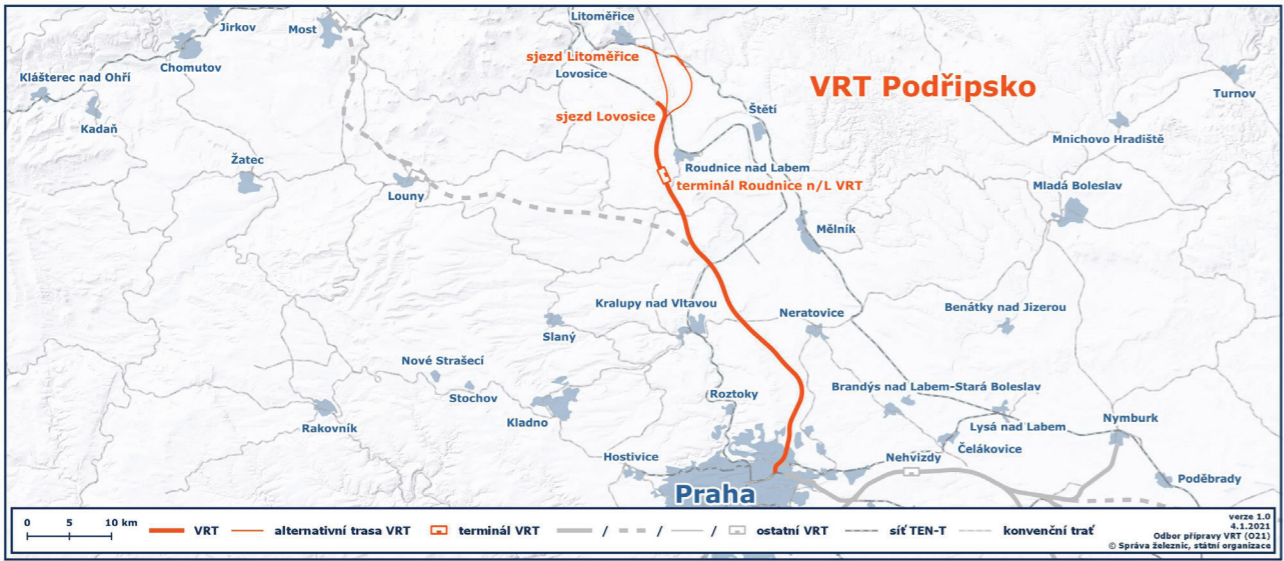 Jirkov
Most
Litoměřice
sjezd Litoměřice
Chomutov
Lovosice
Klášterec nad Ohří
VRT Podřipsko
Turnov
Kadaň
sjezd Lovosice
Štětí
Mnichovo Hradiště
Žatec
Roudnice nad Labem
terminál Roudnice n/L VRT
Mladá Boleslav
Louny
Mělník
Kralupy nad Vltavou
Neratovice
Benátky nad Jizerou
Slaný
Nové Strašecí
Stochov
Roztoky
Brandýs nad Labem-Stará Boleslav
Kladno
Rakovník
Lysá nad Labem
Nymburk
Čelákovice
Hostivice
Nehvizdy
Poděbrady
Praha
0 5 10 km
VRT
alternativní trasa VRT
terminál VRT
/ / / ostatní VRT
síť TEN-T
konvenční trať
verze 1.0
4.1.2021
Odbor přípravy VRT (O21)
© Správa železnic, státní organizace